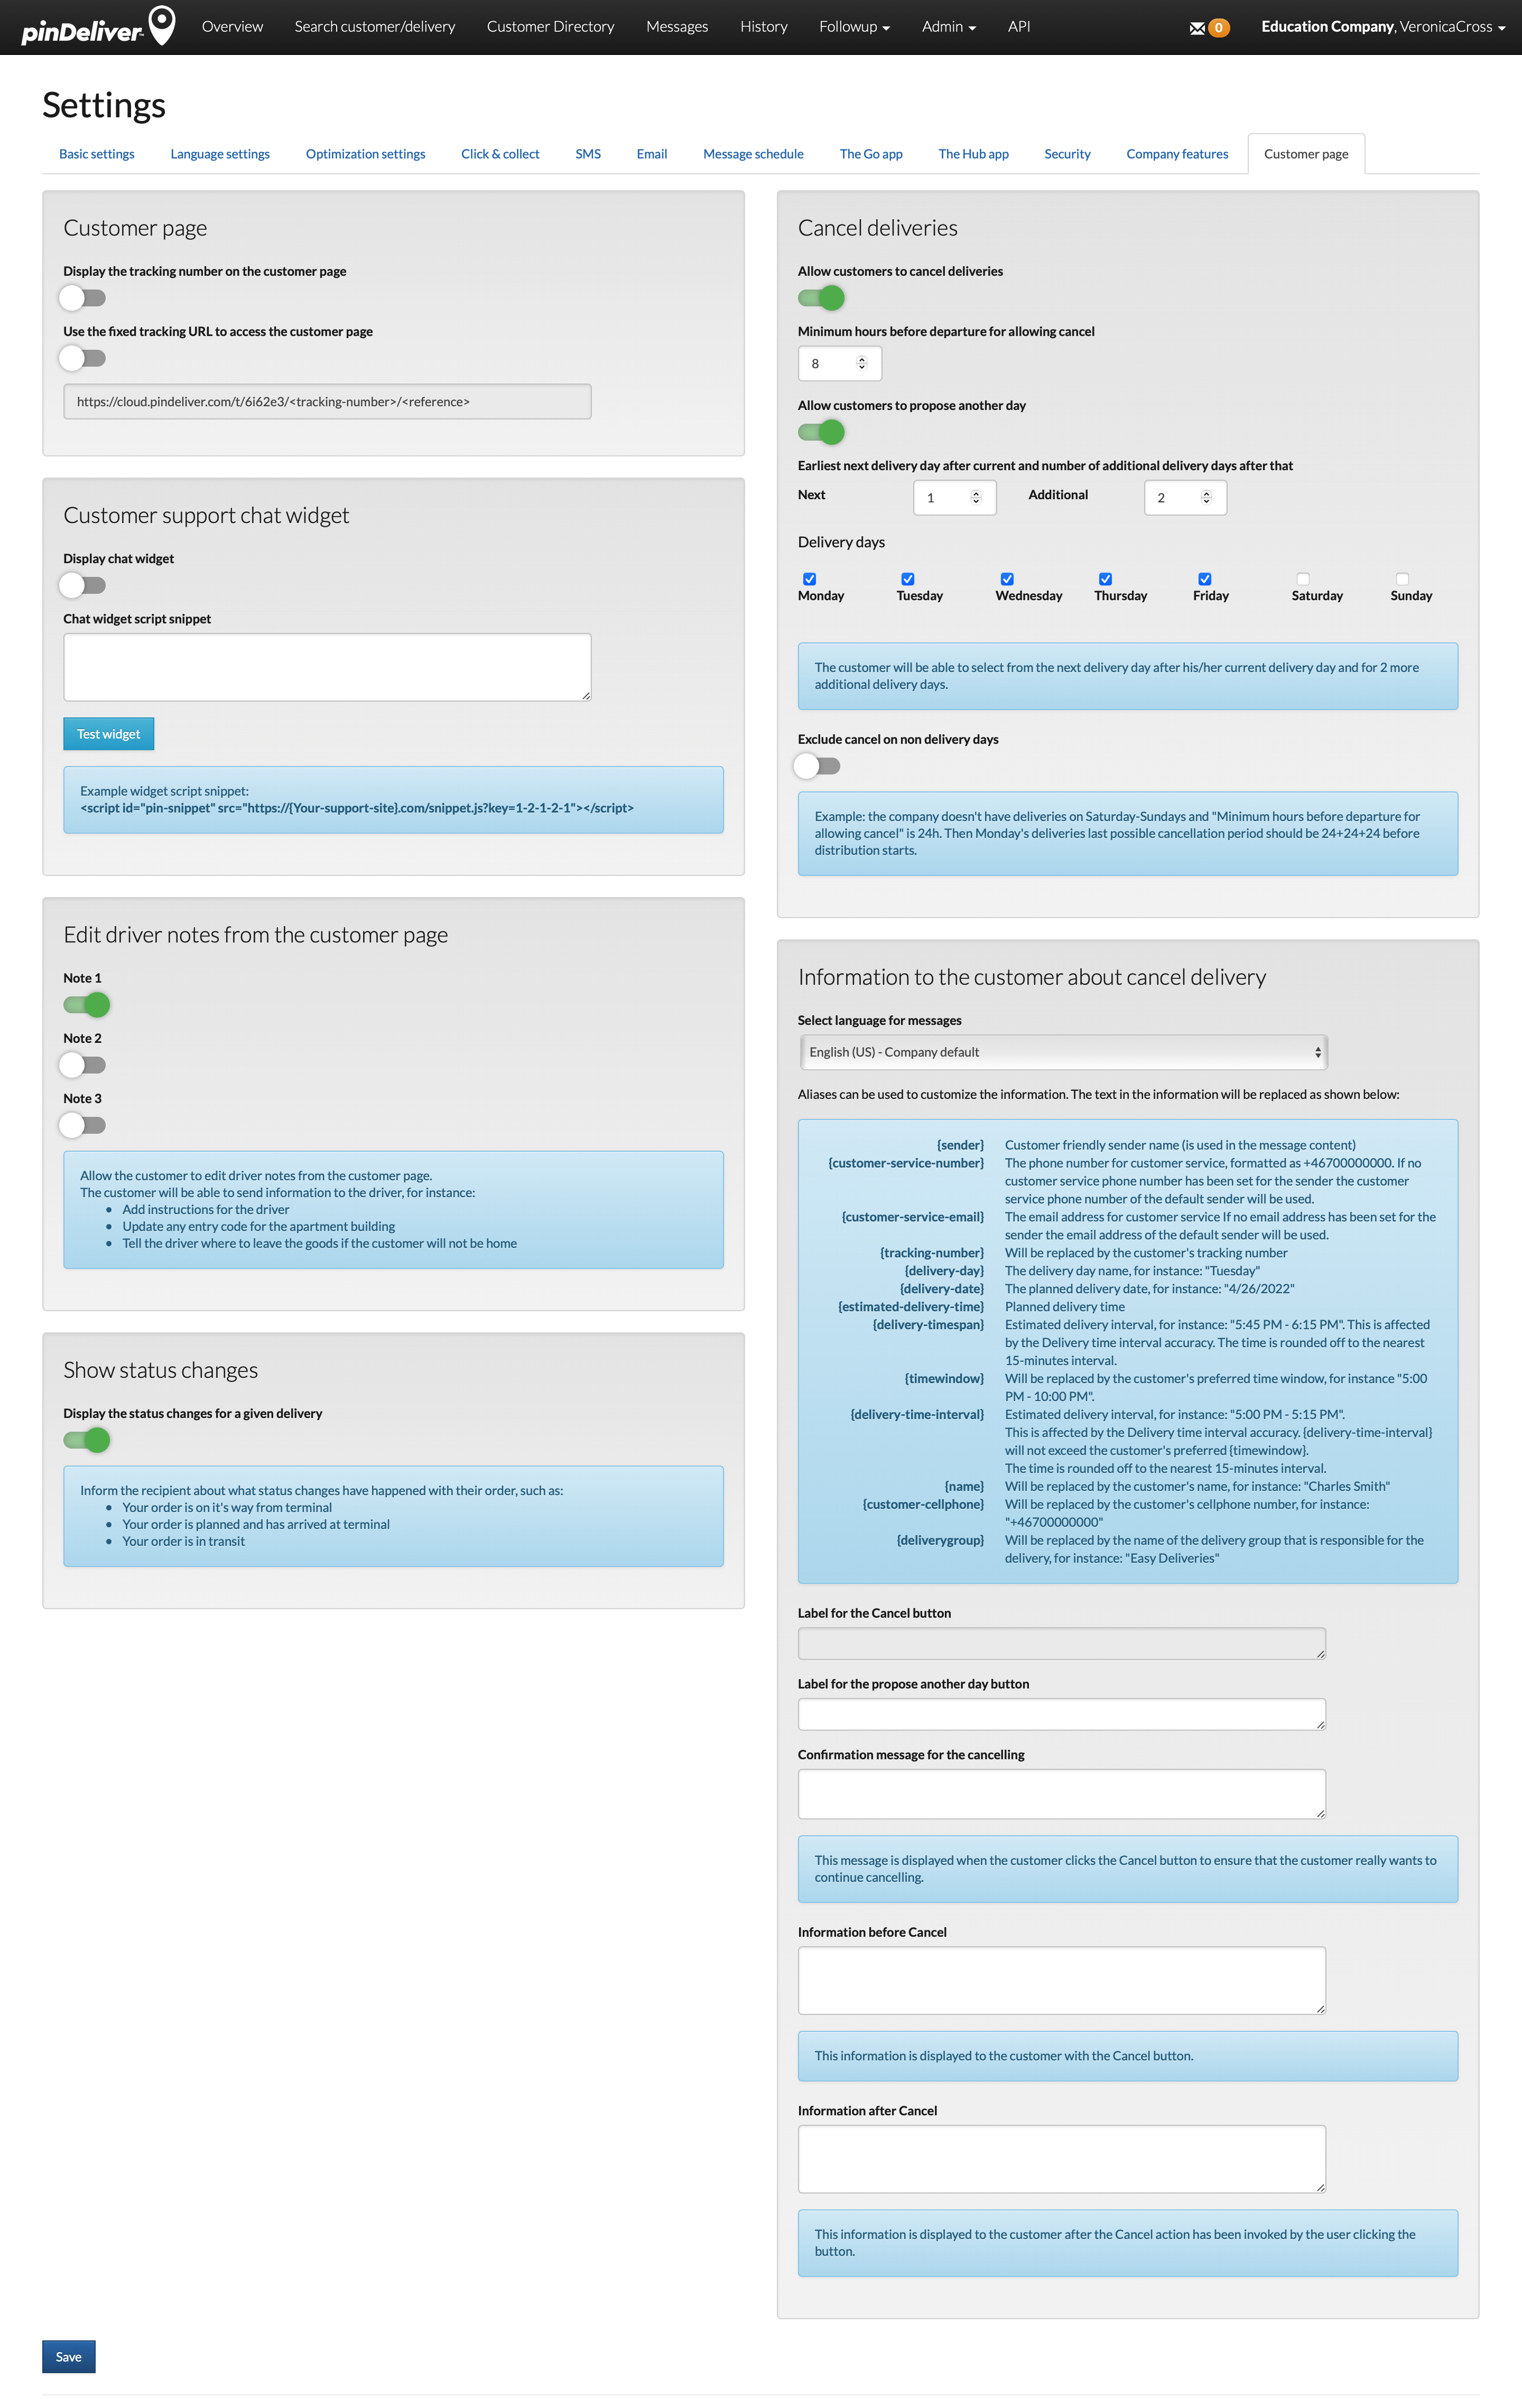 pinDeliver
Overview
Search customer/delivery
Customer Directory
Messages
History
Followup
Admin
API
0
Education Company, VeronicaCross
Settings
Basic settings
Language settings
Optimization settings
Click & collect
SMS
Email
Message schedule
The Go app
The Hub app
Security
Company features
Customer page
Customer page
Display the tracking number on the customer page
Use the fixed tracking URL to access the customer page
https://cloud.pindeliver.com/t/6i62e3/<tracking-number>/<reference>
Customer support chat widget
Display chat widget
Chat widget script snippet
Test widget
Example widget script snippet:
<script id="pin-snippet" src="https://{Your-support-site}.com/snippet.js?key=1-2-1-2-1"></script>
Edit driver notes from the customer page
Note 1
Note 2
Note 3
Allow the customer to edit driver notes from the customer page.
The customer will be able to send information to the driver, for instance:
• Add instructions for the driver
• Update any entry code for the apartment building
• Tell the driver where to leave the goods if the customer will not be home
Show status changes
Display the status changes for a given delivery
Inform the recipient about what status changes have happened with their order, such as:
• Your order is on it's way from terminal
• Your order is planned and has arrived at terminal
• Your order is in transit
Cancel deliveries
Allow customers to cancel deliveries
Minimum hours before departure for allowing cancel
8
Allow customers to propose another day
Earliest next delivery day after current and number of additional delivery days after that
Next 1 Additional 2
Delivery days
Monday Tuesday Wednesday Thursday Friday Saturday Sunday
The customer will be able to select from the next delivery day after his/her current delivery day and for 2 more
additional delivery days.
Exclude cancel on non delivery days
Example: the company doesn't have deliveries on Saturday-Sundays and "Minimum hours before departure for
allowing cancel" is 24h. Then Monday's deliveries last possible cancellation period should be 24+24+24 before
distribution starts.
Information to the customer about cancel delivery
Select language for messages
English (US) - Company default
Aliases can be used to customize the information. The text in the information will be replaced as shown below:
{sender} Customer friendly sender name (is used in the message content)
{customer-service-number} The phone number for customer service, formatted as +46700000000. If no
customer service phone number has been set for the sender the customer
service phone number of the default sender will be used.
{customer-service-email} The email address for customer service If no email address has been set for the
sender the email address of the default sender will be used.
{tracking-number} Will be replaced by the customer's tracking number
{delivery-day} The delivery day name, for instance: "Tuesday"
{delivery-date} The planned delivery date, for instance: "4/26/2022"
{estimated-delivery-time} Planned delivery time
{delivery-timespan} Estimated delivery interval, for instance: "5:45 PM - 6:15 PM". This is affected
by the Delivery time interval accuracy. The time is rounded off to the nearest
15-minutes interval.
{timewindow} Will be replaced by the customer's preferred time window, for instance "5:00
PM - 10:00 PM".
{delivery-time-interval} Estimated delivery interval, for instance: "5:00 PM - 5:15 PM".
This is affected by the Delivery time interval accuracy. {delivery-time-interval}
will not exceed the customer's preferred {timewindow}.
The time is rounded off to the nearest 15-minutes interval.
{name} Will be replaced by the customer's name, for instance: "Charles Smith"
{customer-cellphone} Will be replaced by the customer's cellphone number, for instance:
"+46700000000"
{deliverygroup} Will be replaced by the name of the delivery group that is responsible for the
delivery, for instance: "Easy Deliveries"
Label for the Cancel button
Label for the propose another day button
Confirmation message for the cancelling
This message is displayed when the customer clicks the Cancel button to ensure that the customer really wants to
continue cancelling.
Information before Cancel
This information is displayed to the customer with the Cancel button.
Information after Cancel
This information is displayed to the customer after the Cancel action has been invoked by the user clicking the
button.
Save